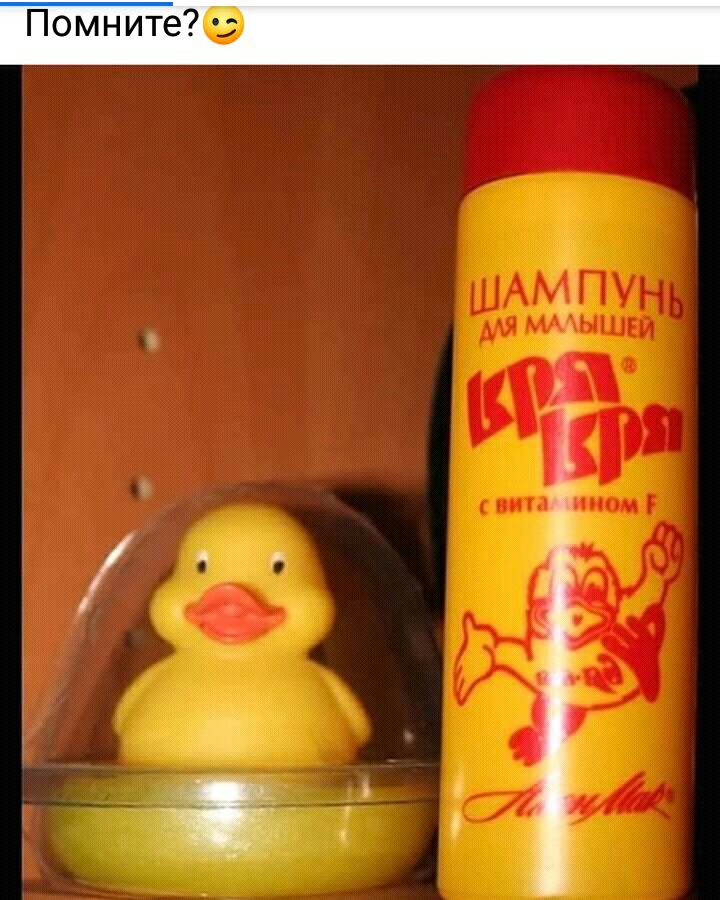 Помните?😉
ШАМПУНЬ
ДЛЯ МАЛЫШЕЙ
КРЯ®
КРЯ
с витамином F